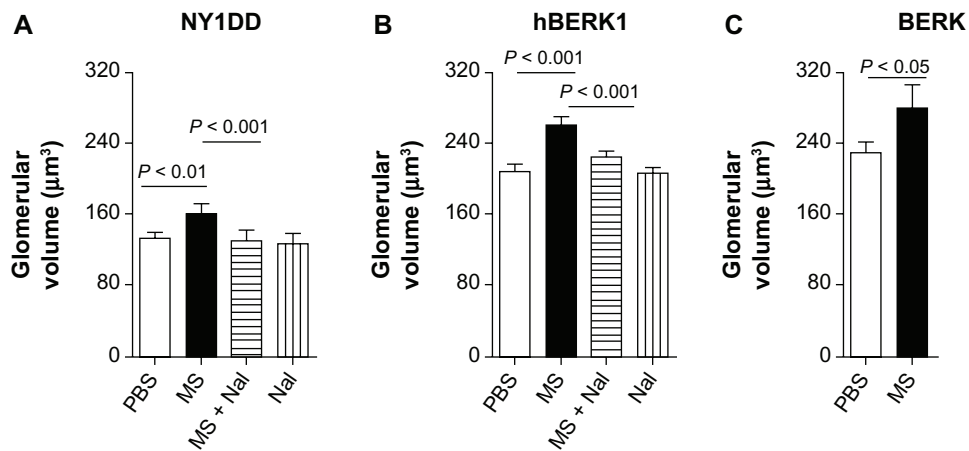 A
NY1DD
Glomerular
volume (μm³)
320
240
160
80
0
P < 0.01
P < 0.001
PBS
MS
MS + Nal
Nal
B
hBERK1
Glomerular
volume (μm³)
320
240
160
80
0
P < 0.001
P < 0.001
PBS
MS
MS + Nal
Nal
C
BERK
Glomerular
volume (μm³)
320
240
160
80
0
P < 0.05
PBS
MS